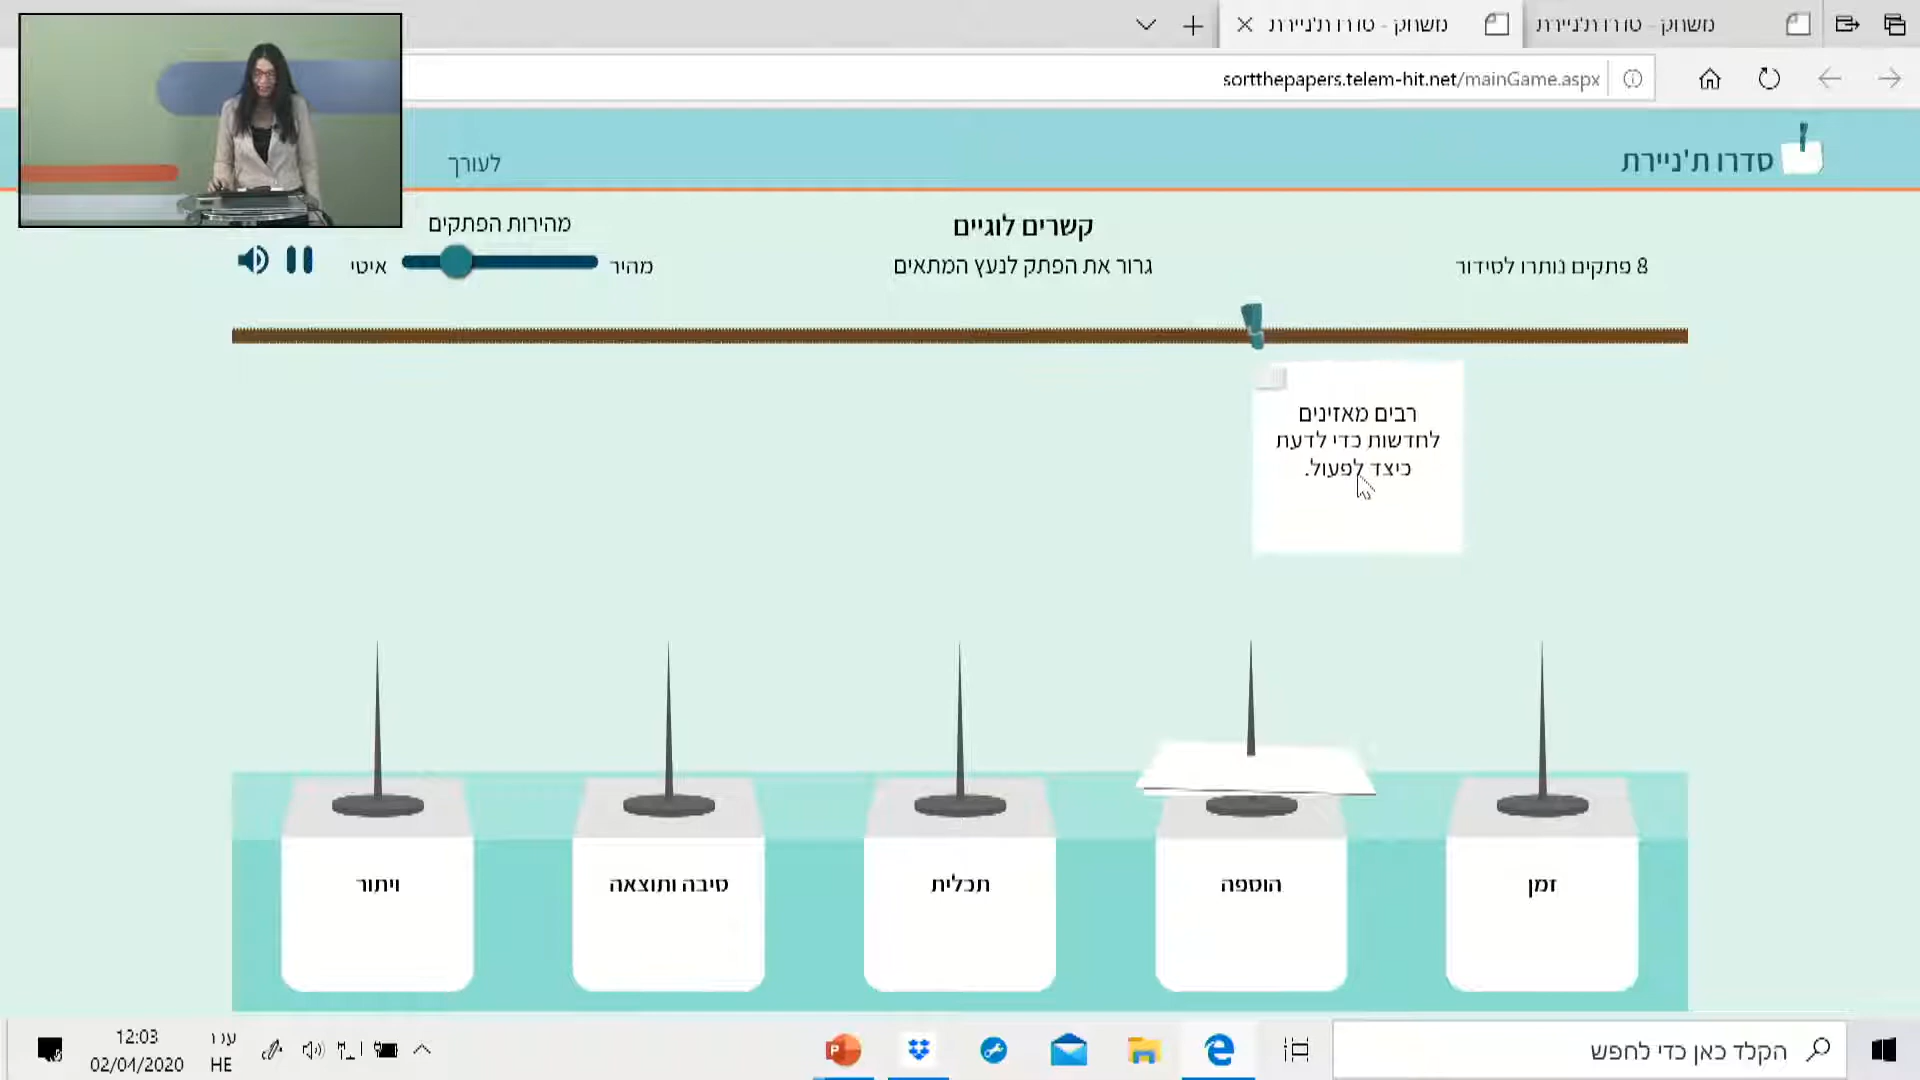 משחק - סדרו ת'ניירת
משחק - סדרו ת'ניירת
sortthepapers.telem-hit.net/mainGame.aspx
סדרו ת'ניירת
לעורך
מהירות הפתקים
מהיר
איטי
קשרים לוגיים
גרור את הפתק לנעץ המתאים
8 פתקים נותרו לסידור
רבים מאזינים
לחדשות כדי לדעת
כיצד לפעול.
זמן
הוספה
תכלית
סיבה ותוצאה
ויתור
הקלד כאן כדי לחפש
12:03
02/04/2020
עבר
HE